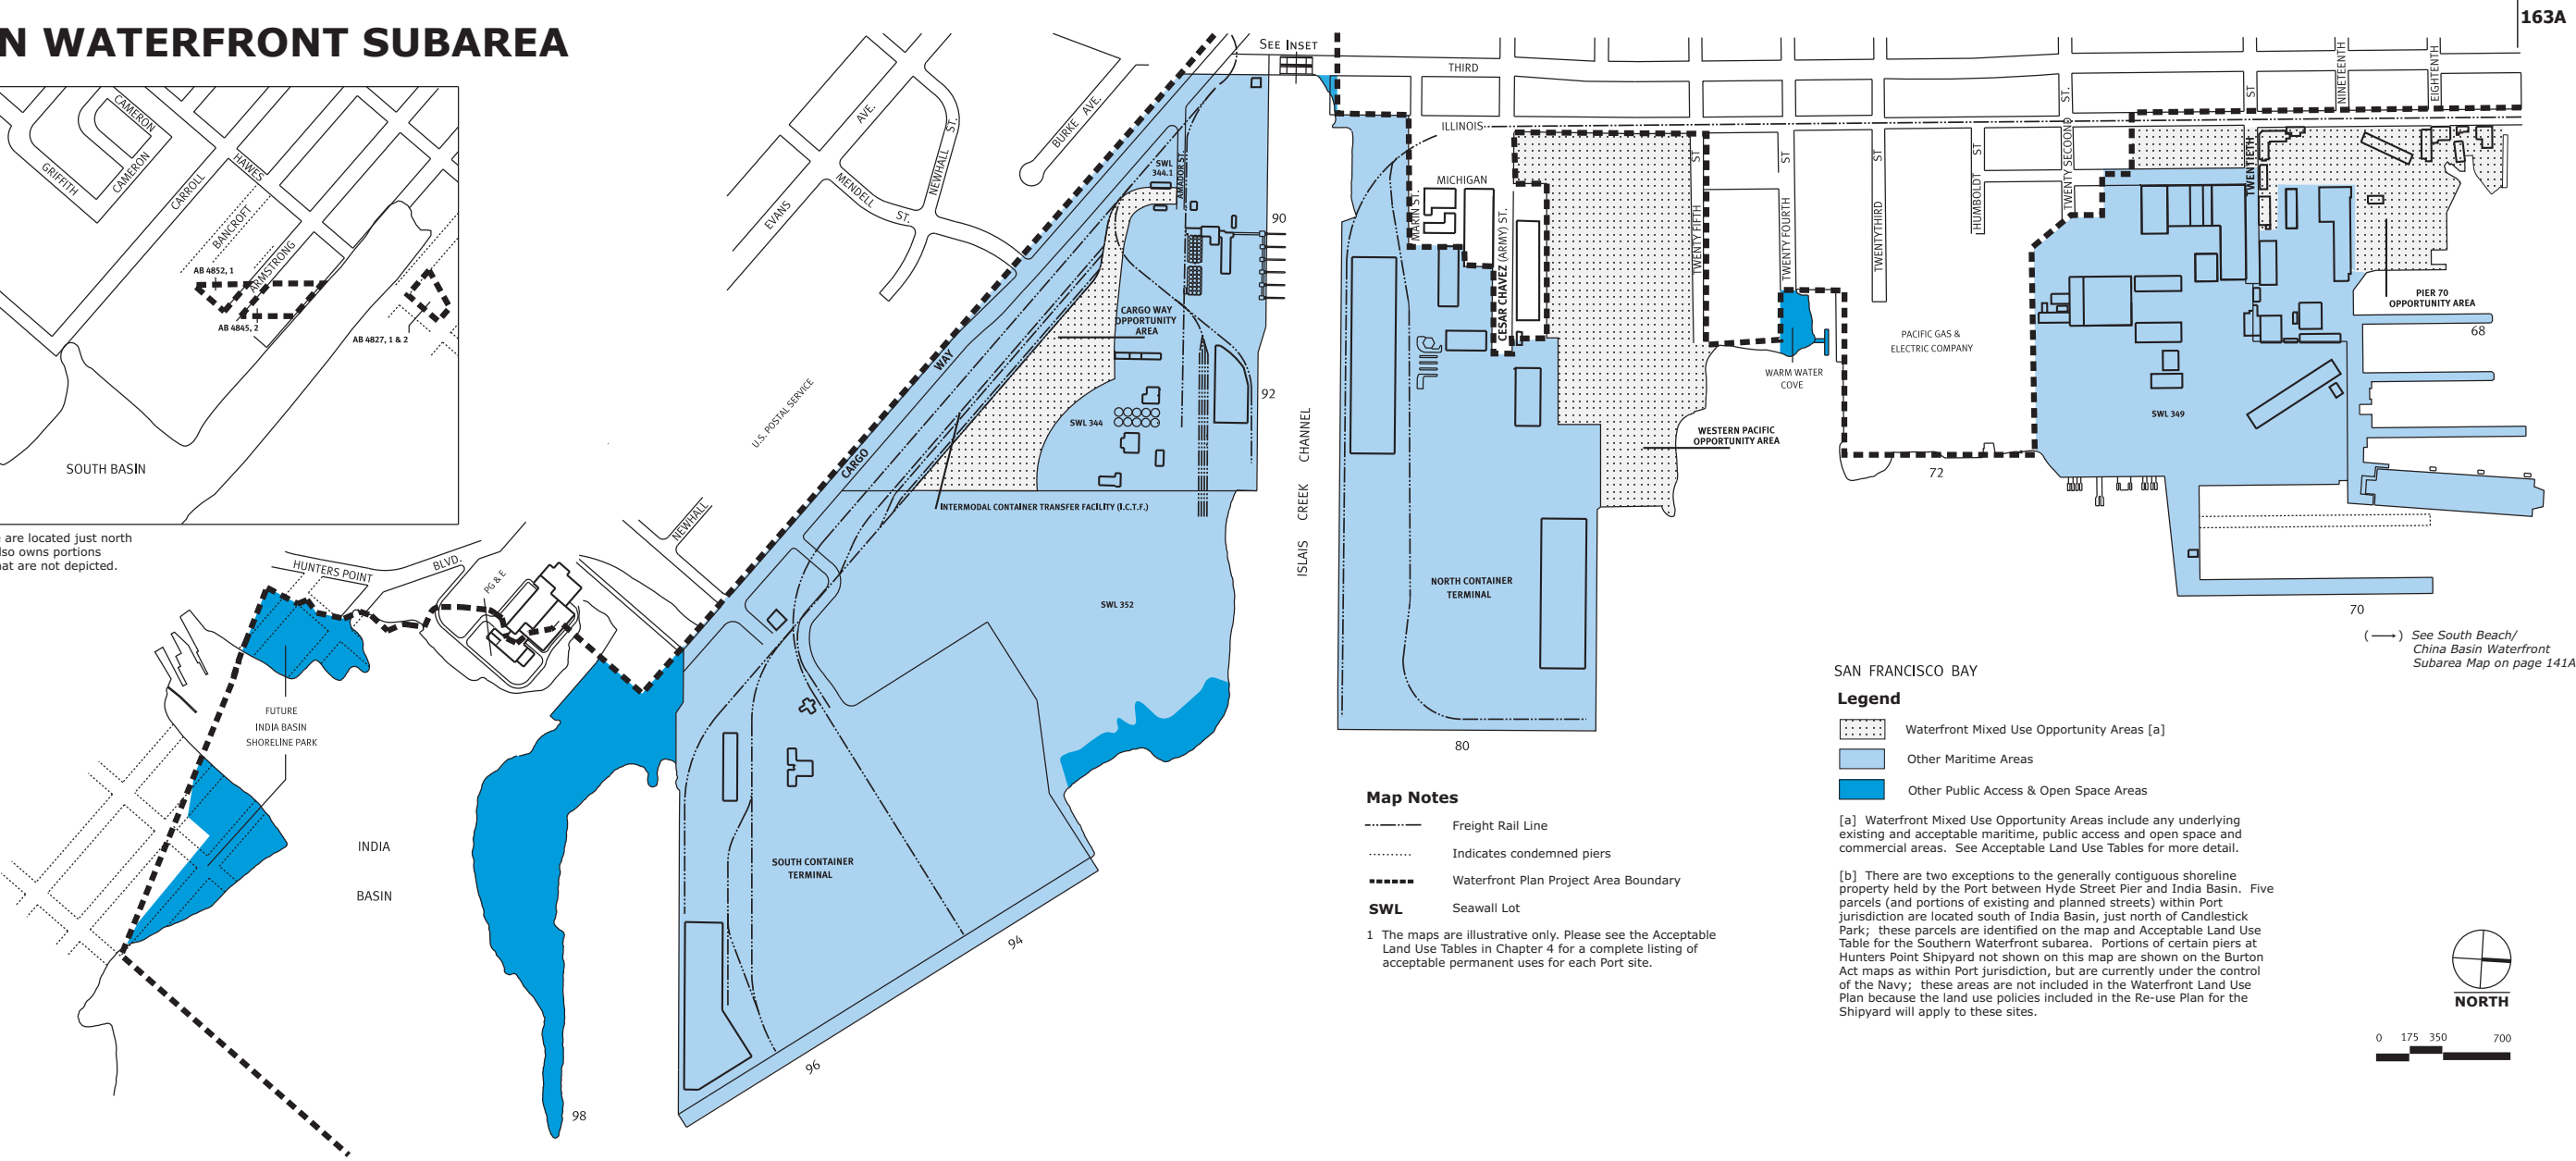 163A
N WATERFRONT SUBAREA
CAMERON
CAMERON
GRIFFITH
CARROLL
HAWES
BANCROFT
ARMSTRONG
AB 4852, 1
AB 4845, 2
AB 4827, 1 & 2
SOUTH BASIN
are located just north
lso owns portions
hat are not depicted.
SEE INSET
THIRD
ILLINOIS
MICHIGAN
MARIN ST.
CESAR CHAVEZ (ARMY) ST.
TWENTY FIFTH
ST
TWENTY FOURTH
ST
TWENTYTHIRD
ST
HUMBOLDT
ST
TWENTY SECOND
ST.
TWENTIETH
ST
NINETEENTH
EIGHTENTH
EVANS
AVE.
MENDELL
ST.
NEWHALL
ST.
BURKE AVE.
U.S. POSTAL SERVICE
CARGO
WAY
NEWHALL
SWL
344.1
AMADOR ST.
90
92
CARGO WAY
OPPORTUNITY
AREA
SWL 344
INTERMODAL CONTAINER TRANSFER FACILITY (I.C.T.F.)
SWL 352
ISLAIS CREEK CHANNEL
NORTH CONTAINER
TERMINAL
80
WESTERN PACIFIC
OPPORTUNITY AREA
WARM WATER
COVE
PACIFIC GAS &
ELECTRIC COMPANY
72
SWL 349
PIER 70
OPPORTUNITY AREA
68
70
(⟶) See South Beach/
China Basin Waterfront
Subarea Map on page 141A
HUNTERS POINT
BLVD.
PG & E
FUTURE
INDIA BASIN
SHORELINE PARK
INDIA
BASIN
98
SOUTH CONTAINER
TERMINAL
94
96
SAN FRANCISCO BAY
Legend
Waterfront Mixed Use Opportunity Areas [a]
Other Maritime Areas
Other Public Access & Open Space Areas
[a] Waterfront Mixed Use Opportunity Areas include any underlying
existing and acceptable maritime, public access and open space and
commercial areas. See Acceptable Land Use Tables for more detail.
[b] There are two exceptions to the generally contiguous shoreline
property held by the Port between Hyde Street Pier and India Basin. Five
parcels (and portions of existing and planned streets) within Port
jurisdiction are located south of India Basin, just north of Candlestick
Park; these parcels are identified on the map and Acceptable Land Use
Table for the Southern Waterfront subarea. Portions of certain piers at
Hunters Point Shipyard not shown on this map are shown on the Burton
Act maps as within Port jurisdiction, but are currently under the control
of the Navy; these areas are not included in the Waterfront Land Use
Plan because the land use policies included in the Re-use Plan for the
Shipyard will apply to these sites.
Map Notes
Freight Rail Line
Indicates condemned piers
Waterfront Plan Project Area Boundary
SWL Seawall Lot
1 The maps are illustrative only. Please see the Acceptable
Land Use Tables in Chapter 4 for a complete listing of
acceptable permanent uses for each Port site.
NORTH
0 175 350 700